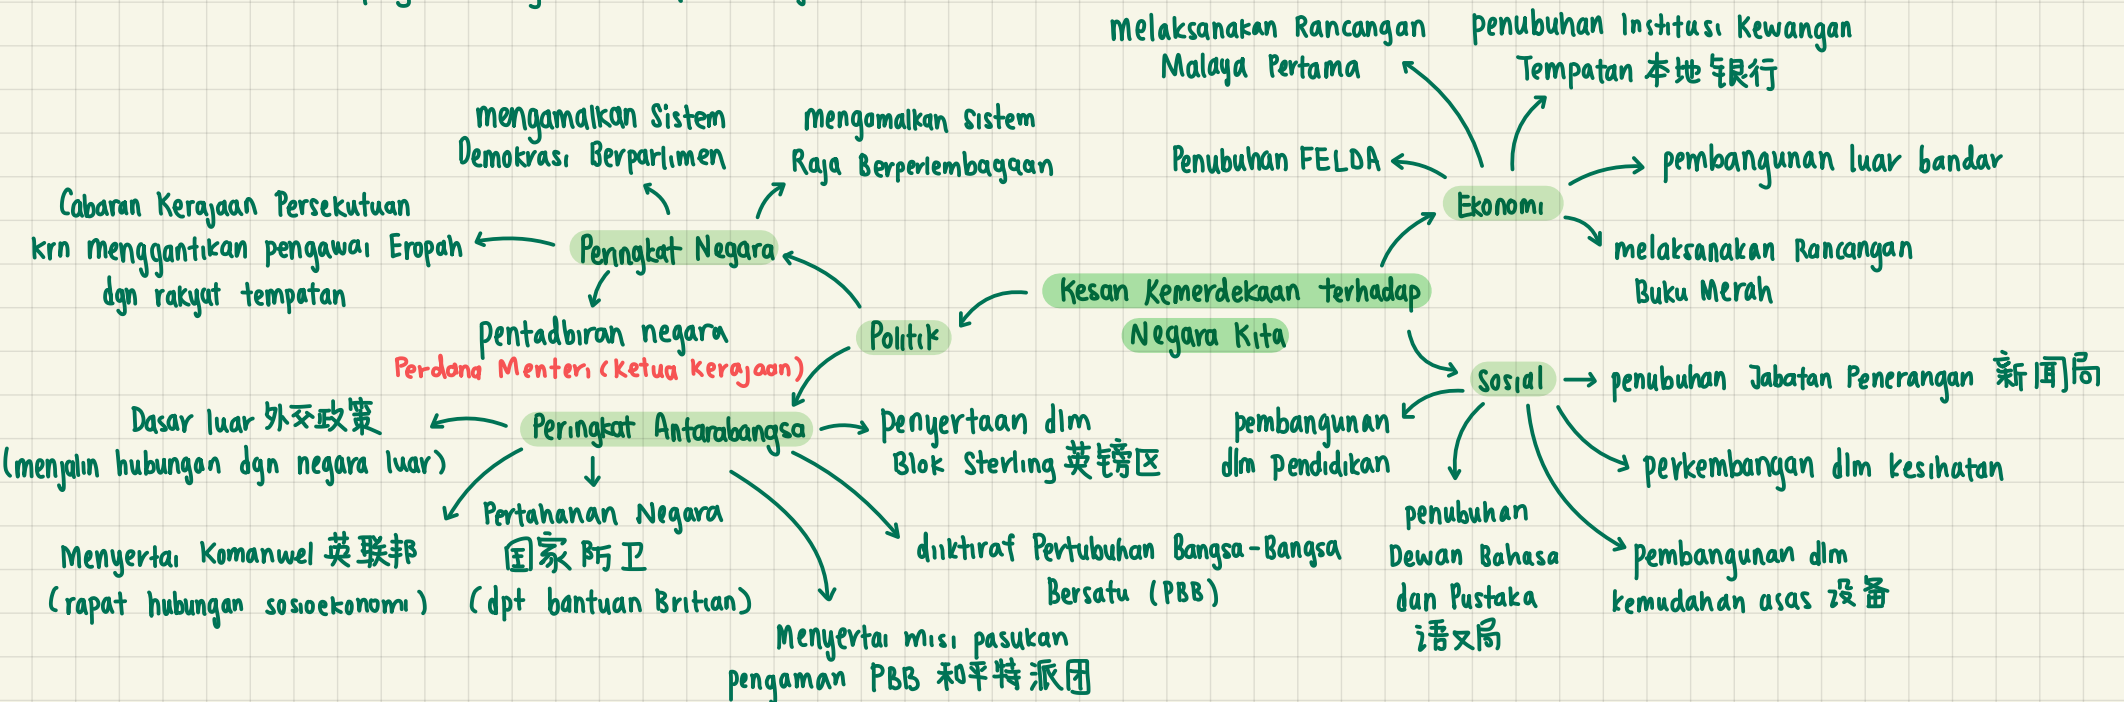 Kesan Kemerdekaan terhadap
Negara Kita
Politik
Peringkat Negara
mengamalkan Sistem
Demokrasi Berparlimen
mengamalkan sistem
Raja Berperlembagaan
Cabaran Kerajaan Persekutuan
krn menggantikan pengawai Eropah
dgn rakyat tempatan
pentadbiran negara
Perdana Menteri (ketua kerajaan)
Peringkat Antarabangsa
Dasar luar 外交政策
(menjalin hubungan dgn negara luar)
Menyertai Komanwel 英联邦
(rapat hubungan sosioekonomi)
Pertahanan Negara
国家防卫
(dpt bantuan Britian)
Menyertai misi pasukan
pengaman PBB 和平特派团
diiktiraf Pertubuhan Bangsa-Bangsa
Bersatu (PBB)
penyertaan dlm
Blok Sterling 英镑区
Ekonomi
melaksanakan Rancangan
Malaya Pertama
penubuhan Institusi Kewangan
Tempatan 本地银行
Penubuhan FELDA
pembangunan luar bandar
melaksanakan Rancangan
Buku Merah
Sosial
penubuhan Jabatan Penerangan 新闻局
pembangunan
dlm pendidikan
penubuhan
Dewan Bahasa
dan Pustaka
语文局
perkembangan dlm kesihatan
pembangunan dlm
kemudahan asas 设备